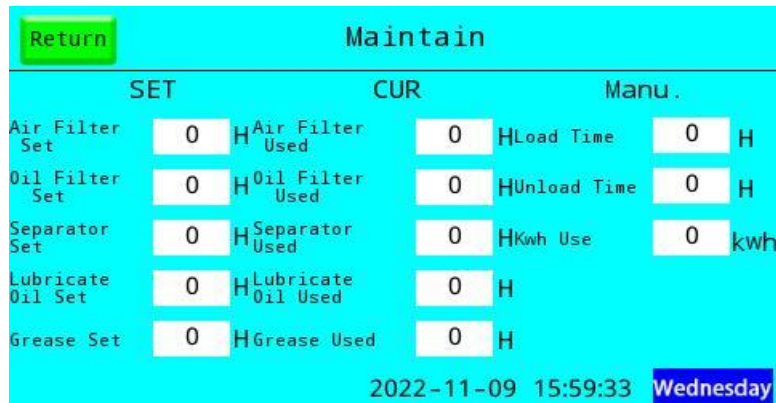 Return Maintain
SET CUR Manu.
Air Filter Set 0 H Air Filter Used 0 H Load Time 0 H
Oil Filter Set 0 H Oil Filter Used 0 H Unload Time 0 H
Separator Set 0 H Separator Used 0 H Kwh Use 0 kwh
Lubricate Oil Set 0 H Lubricate Oil Used 0 H
Grease Set 0 H Grease Used 0 H
2022-11-09 15:59:33 Wednesday